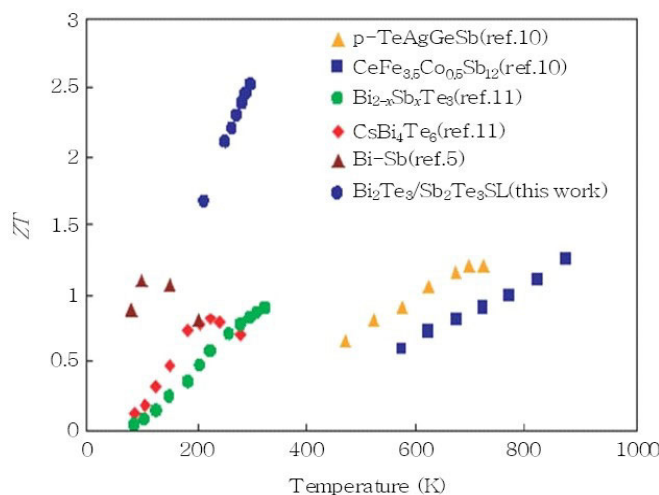 3
2.5
2
1.5
1
0.5
0
ZT
p-TeAgGeSb(ref.10)
CeFe3.5Co0.5Sb12(ref.10)
Bi2-xSbxTe3(ref.11)
CsBi4Te6(ref.11)
Bi-Sb(ref.5)
Bi2Te3/Sb2Te3SL(this work)
0 200 400 600 800 1000
Temperature (K)